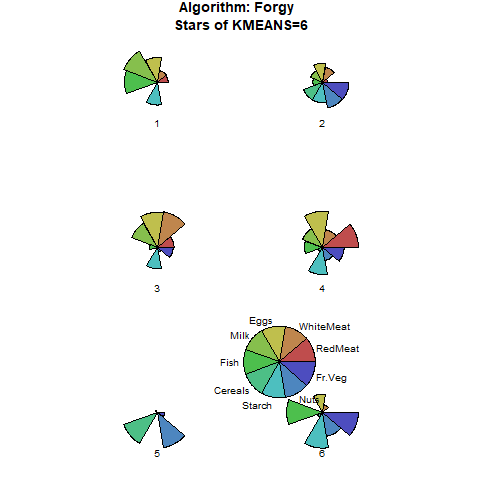 Algorithm: Forgy
Stars of KMEANS=6
1
2
3
4
Eggs
WhiteMeat
Milk
RedMeat
Fish
Fr.Veg
Cereals
Nuts
Starch
5
6